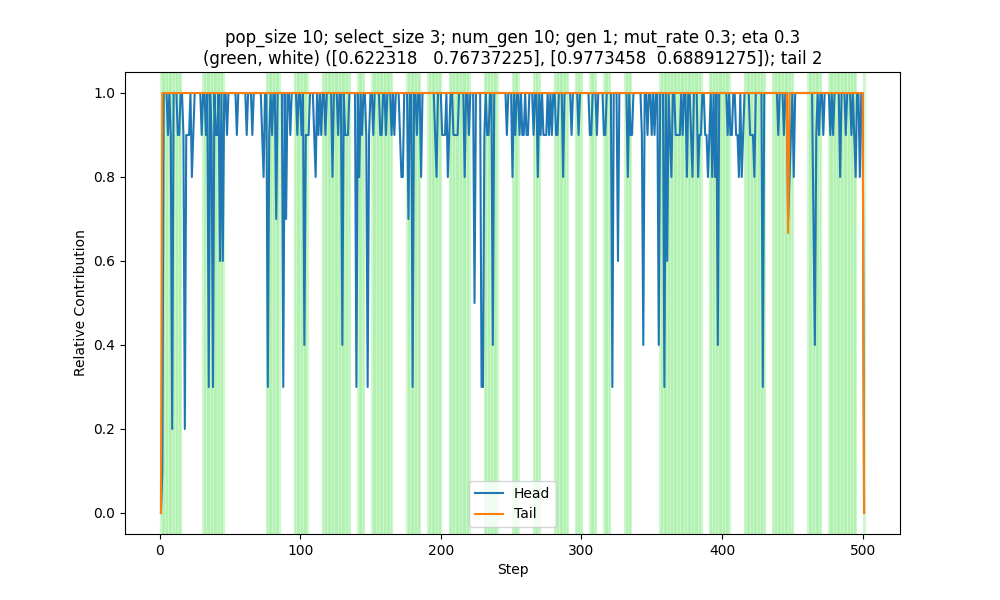 pop_size 10; select_size 3; num_gen 10; gen 1; mut_rate 0.3; eta 0.3
(green, white) ([0.622318   0.76737225], [0.9773458  0.68891275]); tail 2
1.0
0.8
0.6
0.4
0.2
0.0
Relative Contribution
Head
Tail
0
100
200
300
400
500
Step